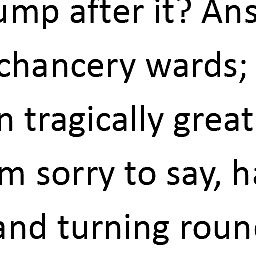 ump after it? Ans
chancery wards;
n tragically great
m sorry to say, ha
and turning roun